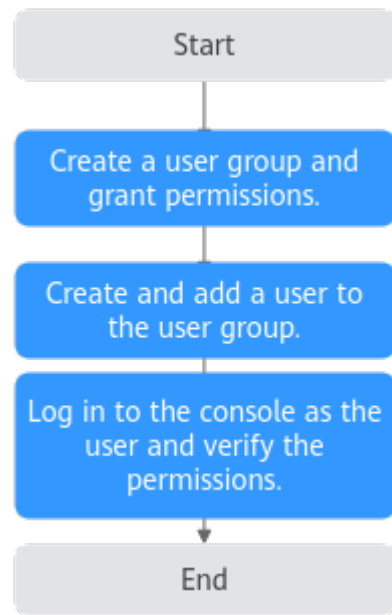 Start
Create a user group and
grant permissions.
Create and add a user to
the user group.
Log in to the console as the
user and verify the
permissions.
End